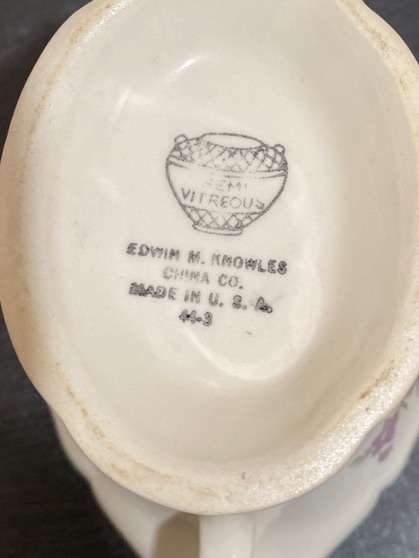 SEMI
VITREOUS
EDWIN M. KNOWLES
CHINA CO.
MADE IN U. S. A.
44-3